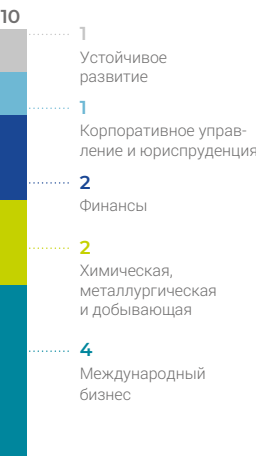 10
1
Устойчивое
развитие
1
Корпоративное управ-
ление и юриспруденция
2
Финансы
2
Химическая,
металлургическая
и добывающая
4
Международный
бизнес